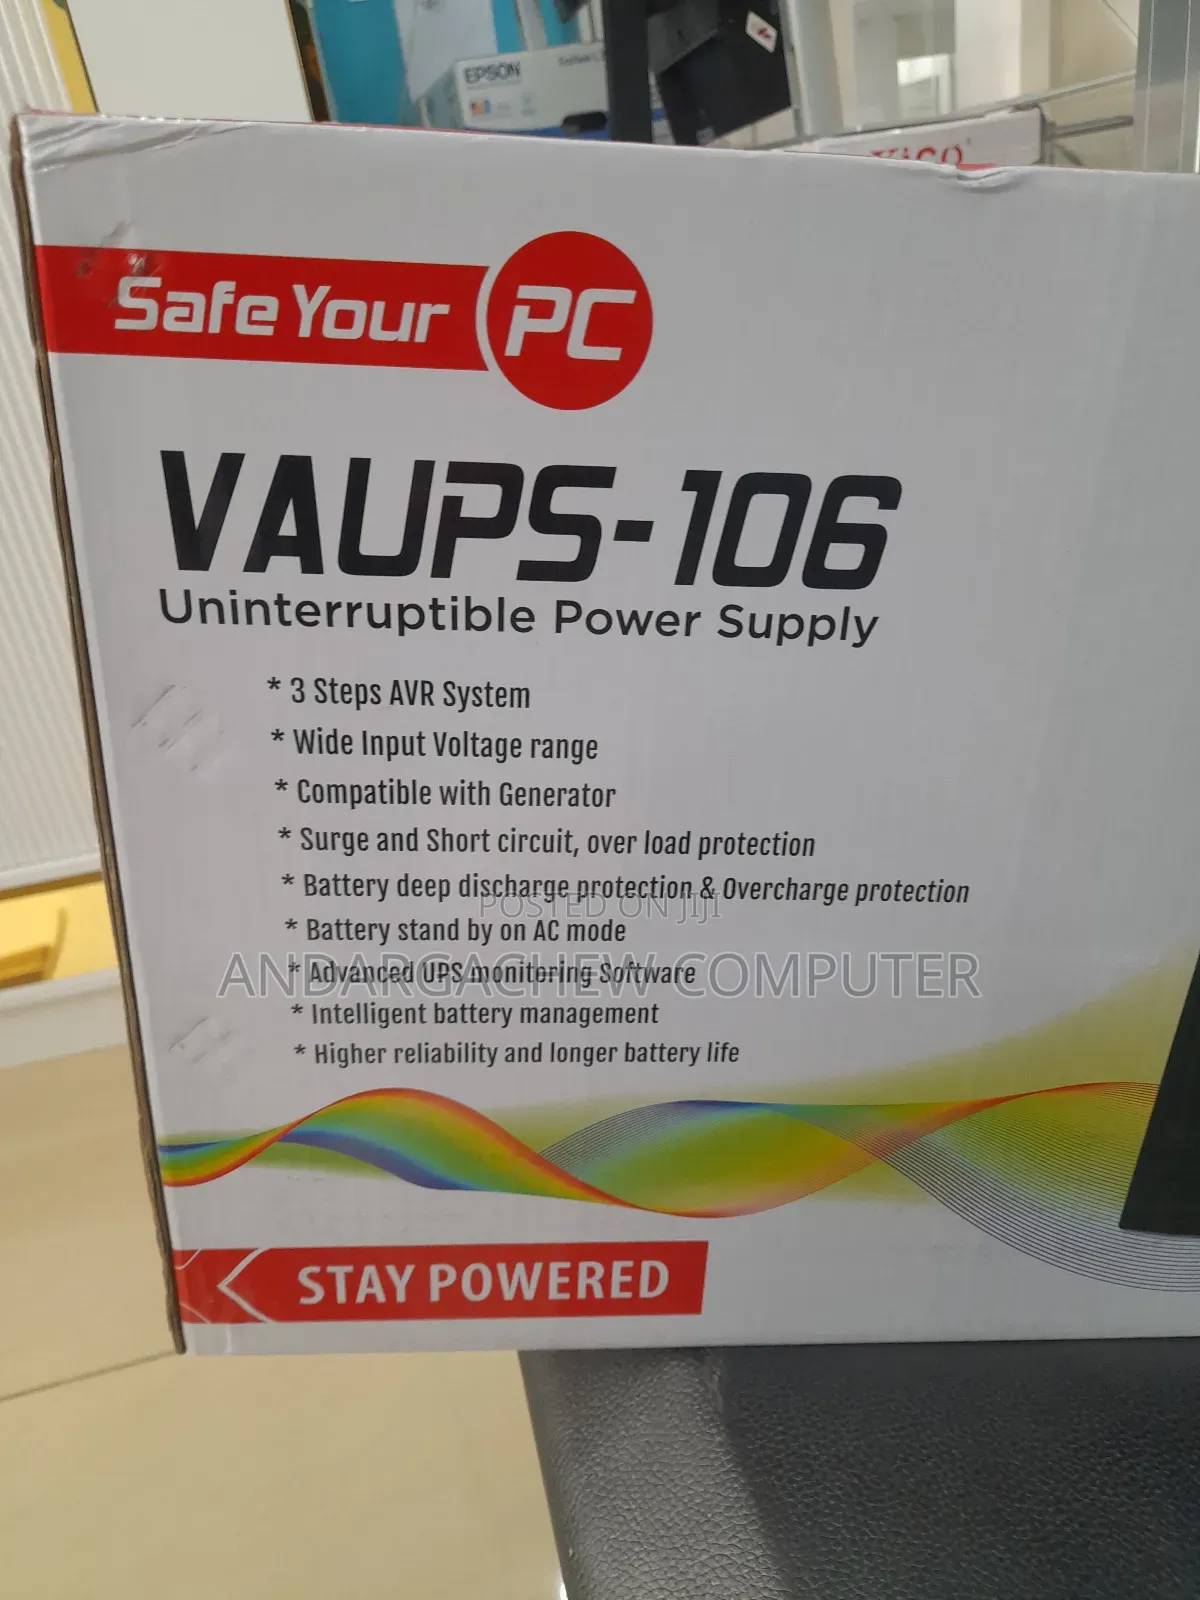 EPSON
Safe Your PC
VAUPS-106
Uninterruptible Power Supply
* 3 Steps AVR System
* Wide Input Voltage range
* Compatible with Generator
* Surge and Short circuit, over load protection
* Battery deep discharge protection & Overcharge protection
POSTED ON JIJI
* Battery stand by on AC mode
* Advanced UPS monitoring Software
ANDARGACHEW COMPUTER
* Intelligent battery management
* Higher reliability and longer battery life
STAY POWERED